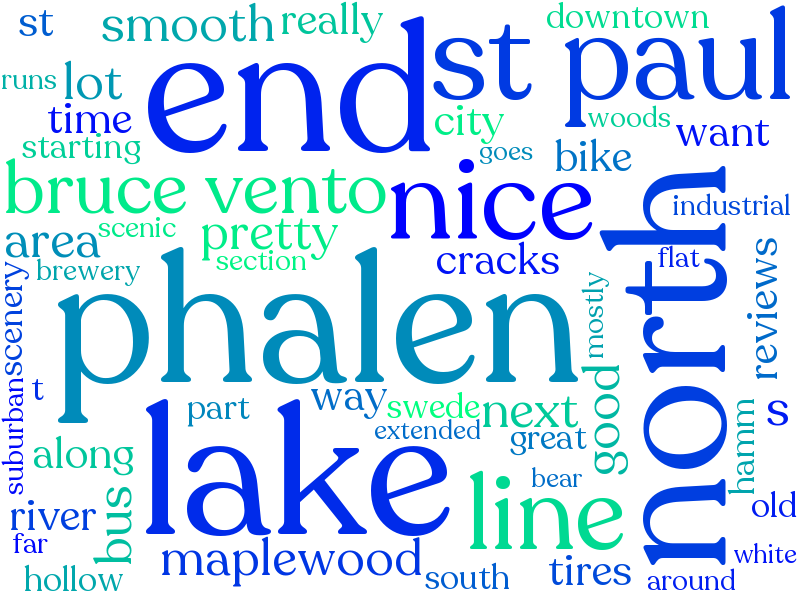 st
smooth
really
downtown
runs
lot
end
st paul
time
city
woods
want
starting
goes
bike
bruce vento
nice
industrial
area
scenic
pretty
cracks
flat
brewery
section
north
scenery
phalen
mostly
reviews
suburban
t
part
way
swede
next
good
s
extended
great
along
lake
hamm
bear
line
old
river
bus
far
maplewood
white
hollow
south
tires
around